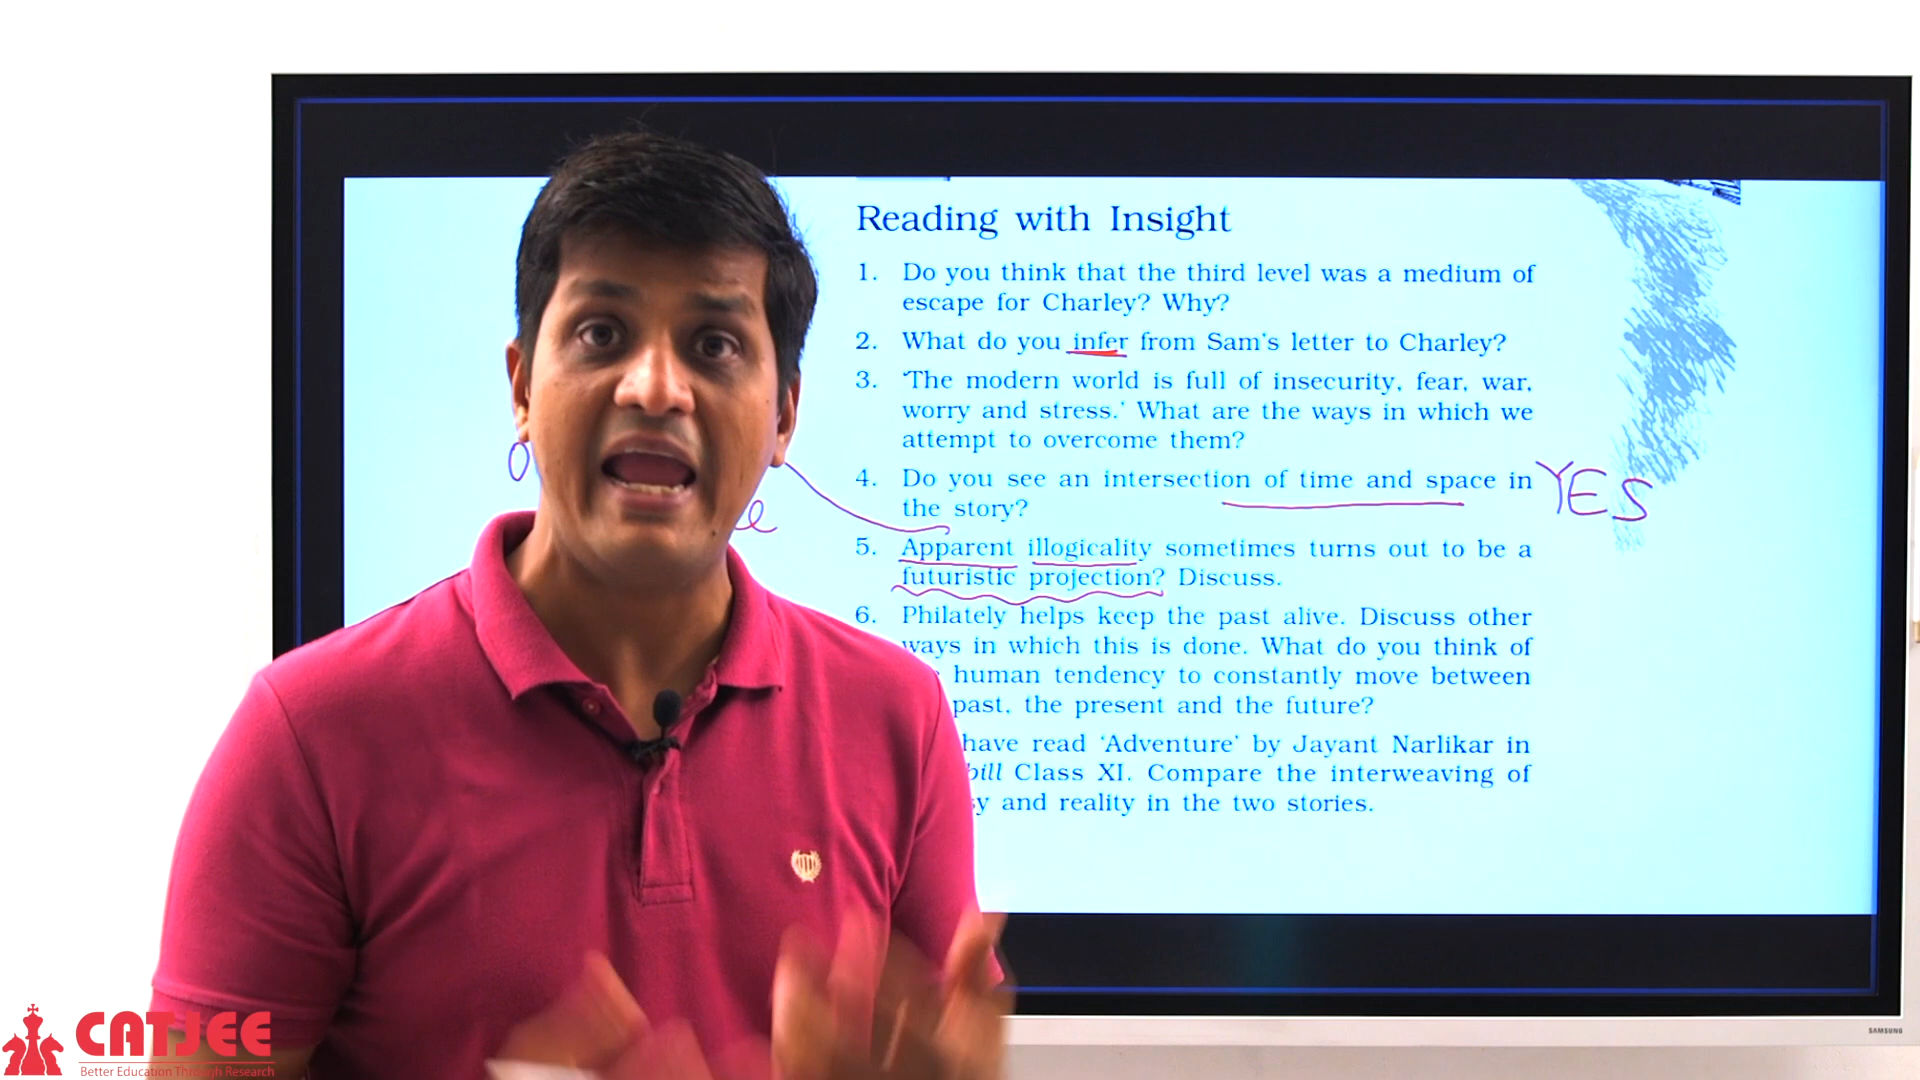 Reading with Insight
1. Do you think that the third level was a medium of
escape for Charley? Why?
2. What do you infer from Sam's letter to Charley?
3. 'The modern world is full of insecurity, fear, war,
worry and stress.' What are the ways in which we
attempt to overcome them?
4. Do you see an intersection of time and space in
the story?
YES
5. Apparent illogicality sometimes turns out to be a
futuristic projection? Discuss.
6. Philately helps keep the past alive. Discuss other
ways in which this is done. What do you think of
human tendency to constantly move between
past, the present and the future?
have read 'Adventure' by Jayant Narlikar in
Class XI. Compare the interweaving of
and reality in the two stories.
SAMSUNG
CATJEE
Better Education Through Research